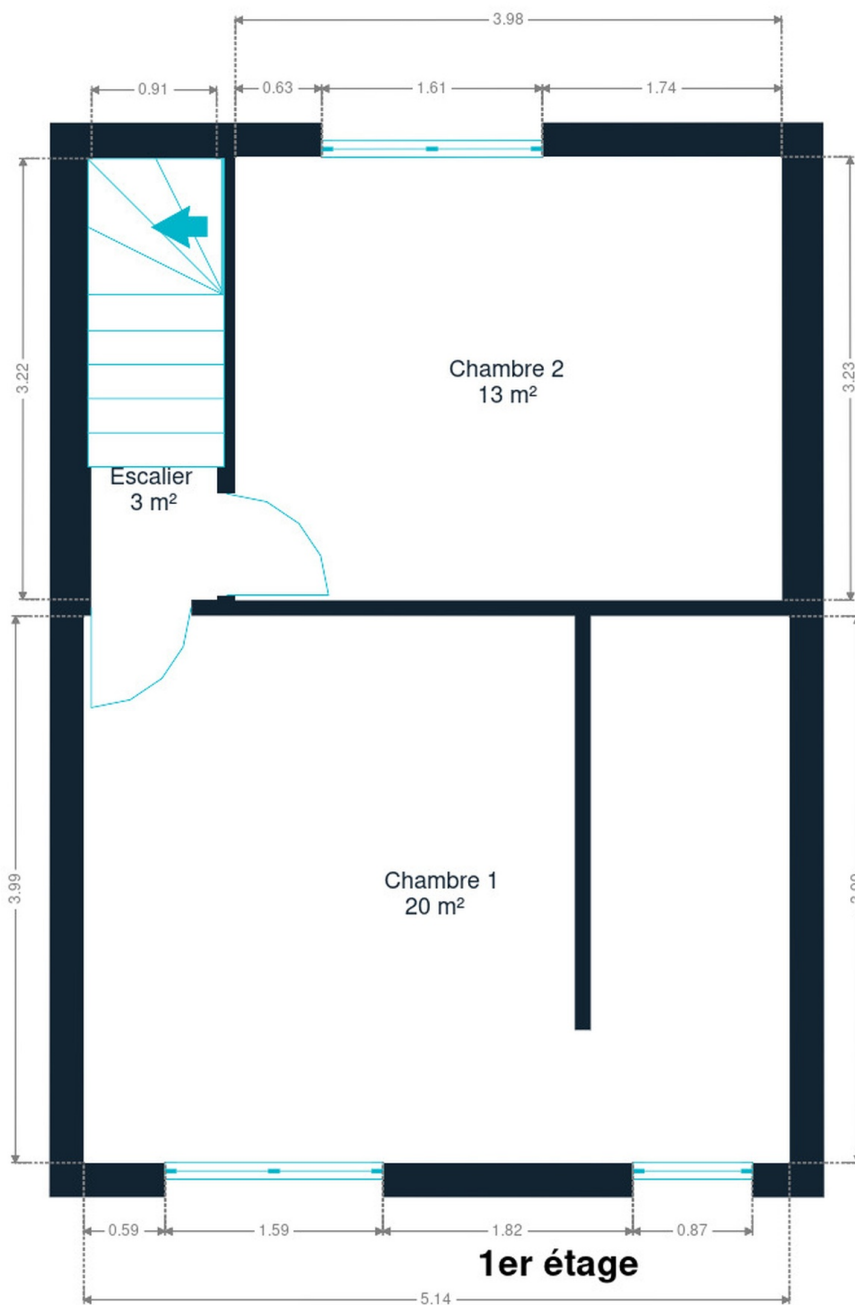 3.98
0.91
0.63
1.61
1.74
3.22
3.23
Chambre 2
13 m²
Escalier
3 m²
3.99
Chambre 1
20 m²
0.59
1.59
1.82
0.87
1er étage
5.14